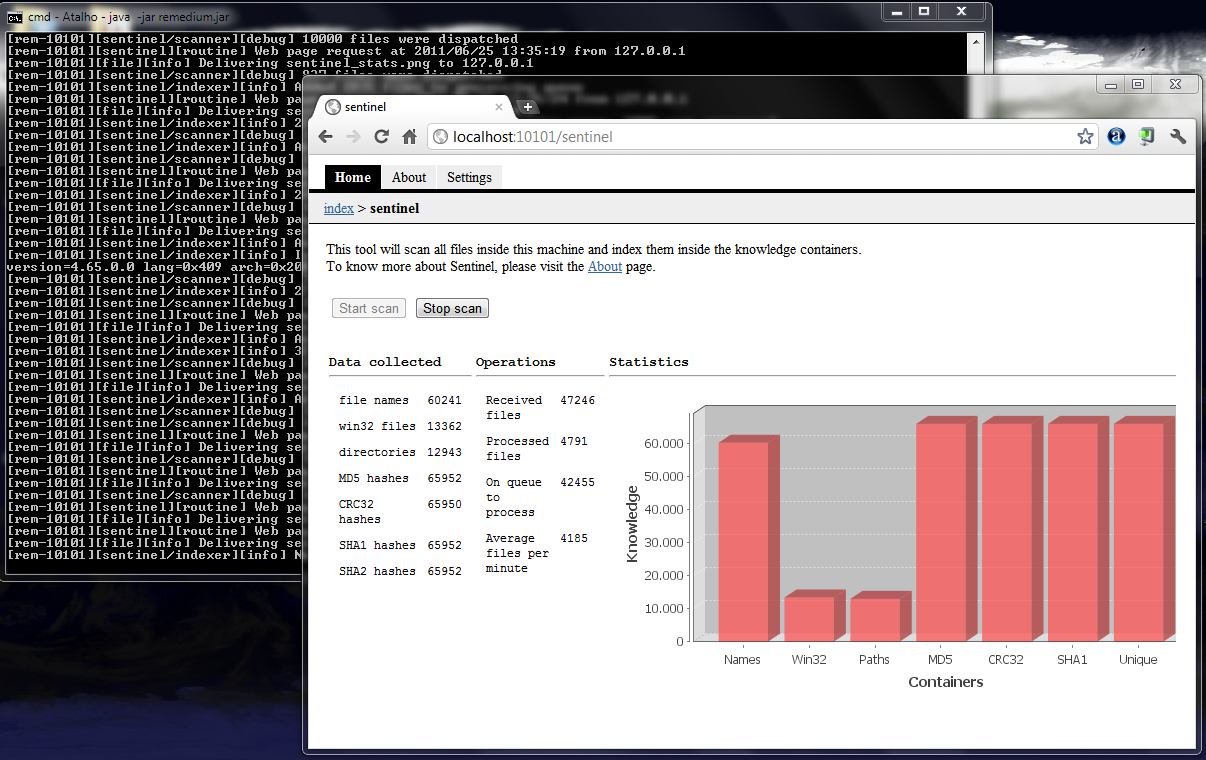 cmd - Atalho - java -jar remedium.jar
[rem-10101][sentinel/scanner][debug] 10000 files were dispatched
[rem-10101][sentinel][routine] Web page request at 2011/06/25 13:35:19 from 127.0.0.1
[rem-10101][file][info] Delivering sentinel_stats.png to 127.0.0.1
[rem-10101][sentinel/scanner][debug] 937 files were dispatched
[rem-10101][sentinel/indexer][info] A
[rem-10101][sentinel][routine] Web pa
[rem-10101][file][info] Delivering se
[rem-10101][sentinel/indexer][info] 2
[rem-10101][sentinel/scanner][debug]
[rem-10101][sentinel/indexer][info] A
[rem-10101][sentinel/scanner][debug]
[rem-10101][sentinel][routine] Web pa
[rem-10101][file][info] Delivering se
[rem-10101][sentinel/indexer][info] 2
[rem-10101][sentinel/scanner][debug]
[rem-10101][sentinel][routine] Web pa
[rem-10101][file][info] Delivering se
[rem-10101][sentinel/indexer][info] A
[rem-10101][sentinel/indexer][info] I
version=4.65.0.0 lang=0x409 arch=0x20
[rem-10101][sentinel/scanner][debug]
[rem-10101][sentinel/indexer][info] 2
[rem-10101][sentinel/scanner][debug]
[rem-10101][sentinel][routine] Web pa
[rem-10101][file][info] Delivering se
[rem-10101][sentinel/indexer][info] A
[rem-10101][sentinel/indexer][info] 3
[rem-10101][sentinel/scanner][debug]
[rem-10101][sentinel][routine] Web pa
[rem-10101][file][info] Delivering se
[rem-10101][sentinel/indexer][info] A
[rem-10101][sentinel/scanner][debug]
[rem-10101][sentinel/scanner][debug]
[rem-10101][sentinel][routine] Web pa
[rem-10101][file][info] Delivering se
[rem-10101][sentinel/scanner][debug]
[rem-10101][sentinel][routine] Web pa
[rem-10101][file][info] Delivering se
[rem-10101][sentinel/scanner][debug]
[rem-10101][sentinel][routine] Web pa
[rem-10101][file][info] Delivering se
[rem-10101][sentinel][routine] Web pa
[rem-10101][file][info] Delivering se
[rem-10101][sentinel/indexer][info] N
sentinel
localhost:10101/sentinel
Home About Settings
index > sentinel
This tool will scan all files inside this machine and index them inside the knowledge containers.
To know more about Sentinel, please visit the About page.
Start scan Stop scan
Data collected
file names 60241
win32 files 13362
directories 12943
MD5 hashes 65952
CRC32 65950
hashes
SHA1 hashes 65952
SHA2 hashes 65952
Operations
Received 47246
files
Processed 4791
files
On queue 42455
to
process
Average 4185
files per
minute
Statistics
Knowledge
60.000
50.000
40.000
30.000
20.000
10.000
0
Names Win32 Paths MD5 CRC32 SHA1 Unique
Containers